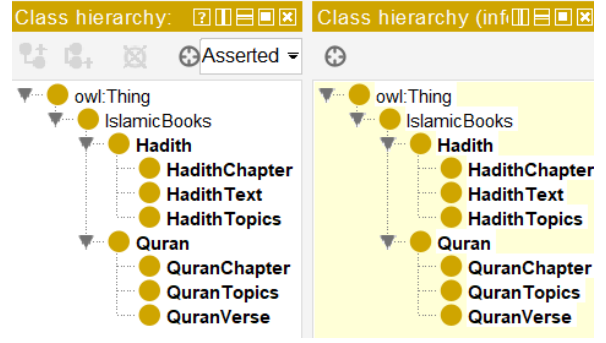 Class hierarchy:
Asserted
owl:Thing
IslamicBooks
Hadith
HadithChapter
HadithText
HadithTopics
Quran
QuranChapter
QuranTopics
QuranVerse
Class hierarchy (infe
owl:Thing
IslamicBooks
Hadith
HadithChapter
HadithText
HadithTopics
Quran
QuranChapter
QuranTopics
QuranVerse